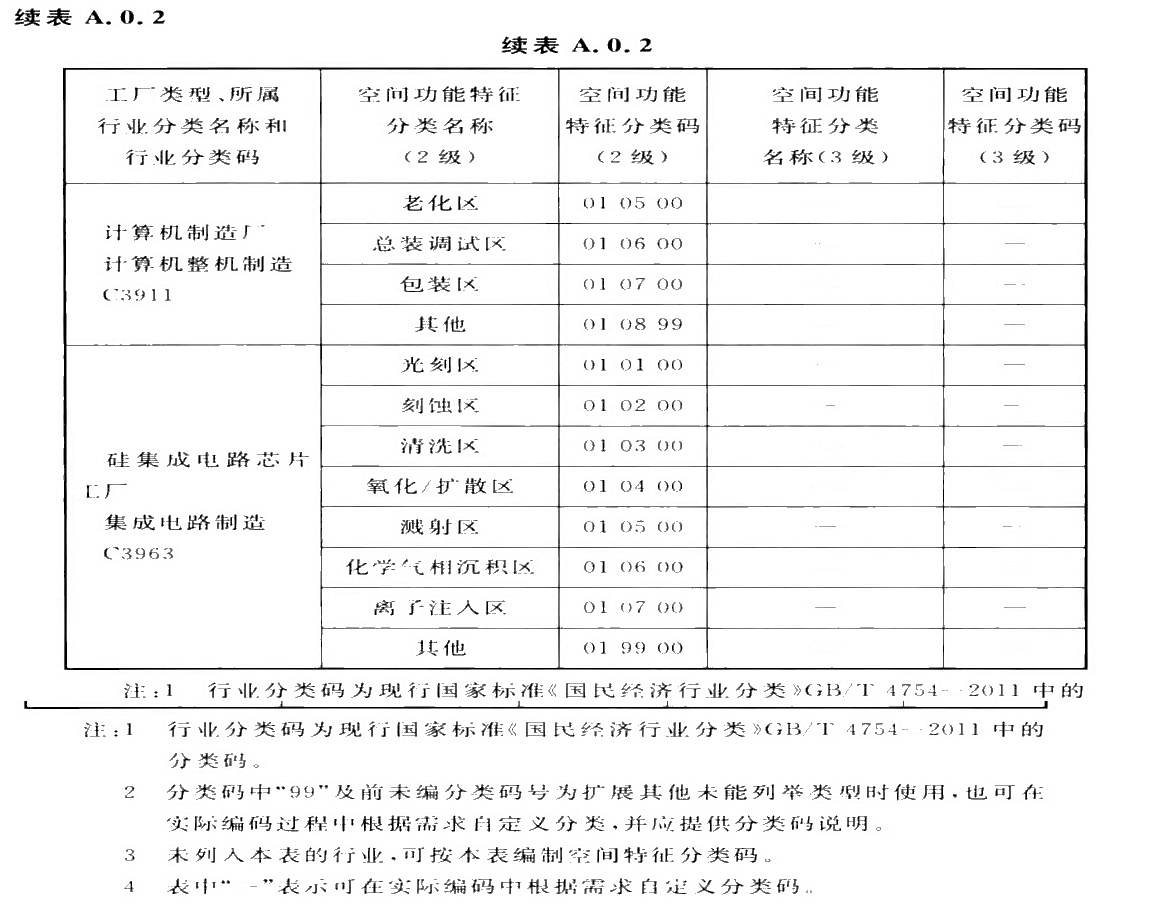 续表 A.0.2
续表 A.0.2
工厂类型、所属 空间功能特征 空间功能 空间功能 空间功能
行业分类名称和 分类名称 特征分类码 特征分类 特征分类码
行业分类码 (2级) (2级) 名称(3级) (3级)
老化区 01 05 00
计算机制造厂
总装调试区 01 06 00 —
计算机整机制造
包装区 01 07 00 —
C3911
其他 01 08 99 —
光刻区 01 01 00 —
刻蚀区 01 02 00 – —
清洗区 01 03 00 —
硅集成电路芯片
氧化/扩散区 01 04 00
工厂
集成电路制造
溅射区 01 05 00 — —
C3963
化学气相沉积区 01 06 00
离子注入区 01 07 00 — —
其他 01 99 00
注:1 行业分类码为现行国家标准《国民经济行业分类》GB/T 4754—2011 中的
注:1 行业分类码为现行国家标准《国民经济行业分类》GB/T 4754—2011 中的
分类码。
2 分类码中“99”及前未编分类码号为扩展其他未能列举类型时使用,也可在
实际编码过程中根据需求自定义分类,并应提供分类码说明。
3 未列入本表的行业,可按本表编制空间特征分类码。
4 表中“–”表示可在实际编码中根据需求自定义分类码。